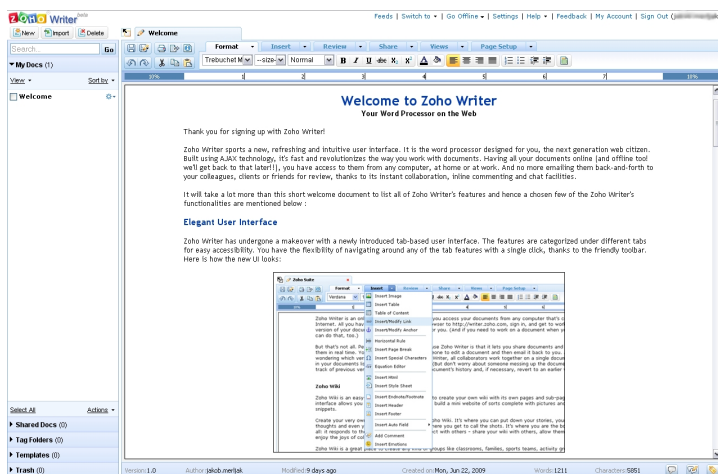 ZOHO Writer beta
Feeds | Switch to | Go Offline | Settings | Help | Feedback | My Account | Sign Out
New Import Delete
Welcome
Search... Go
Format Insert Review Share Views Page Setup
My Docs (1)
Trebuchet M --size- Normal B I U abc X₂ X² A
View Sort by
10% 1 2 3 4 5 6 7 10%
Welcome
Welcome to Zoho Writer
Your Word Processor on the Web
Thank you for signing up with Zoho Writer!
Zoho Writer sports a new, refreshing and intuitive user interface. It is the word processor designed for you, the next generation web citizen.
Built using AJAX technology, it's fast and revolutionizes the way you work with documents. Having all your documents online (and offline too!
we'll get back to that later!!), you have access to them from any computer, at home or at work. And no more emailing them back-and-forth to
your colleagues, clients or friends for review, thanks to its instant collaboration, inline commenting and chat facilities.
It will take a lot more than this short welcome document to list all of Zoho Writer's features and hence a chosen few of the Zoho Writer's
functionalities are mentioned below :
Elegant User Interface
Zoho Writer has undergone a makeover with a newly introduced tab-based user interface. The features are categorized under different tabs
for easy accessibility. You have the flexibility of navigating around any of the tab features with a single click, thanks to the friendly toolbar.
Here is how the new UI looks:
Zoho Suite
Format Insert Review Share Views Page Setup
Verdana
Insert Image
Insert Table
Table of Content
Insert/Modify Link
Insert/Modify Anchor
Horizontal Rule
Insert Page Break
Insert Special Characters
Equation Editor
Insert Html
Insert Style Sheet
Insert Endnote/Footnote
Insert Header
Insert Footer
Insert Auto Field
Add Comment
Insert Emotions
Zoho Wiki
Select All Actions
Shared Docs (0)
Tag Folders (0)
Templates (0)
Trash (0)
Version:1.0 Author:jakob.merljak Modified:9 days ago Created on:Mon, Jun 22, 2009 Words:1211 Characters:5851